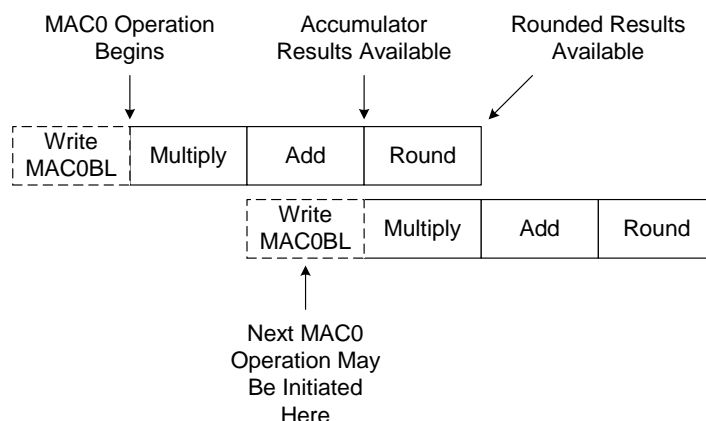 MAC0 Operation
Begins
Accumulator
Results Available
Rounded Results
Available
Write
MAC0BL
Multiply
Add
Round
Write
MAC0BL
Multiply
Add
Round
Next MAC0
Operation May
Be Initiated
Here